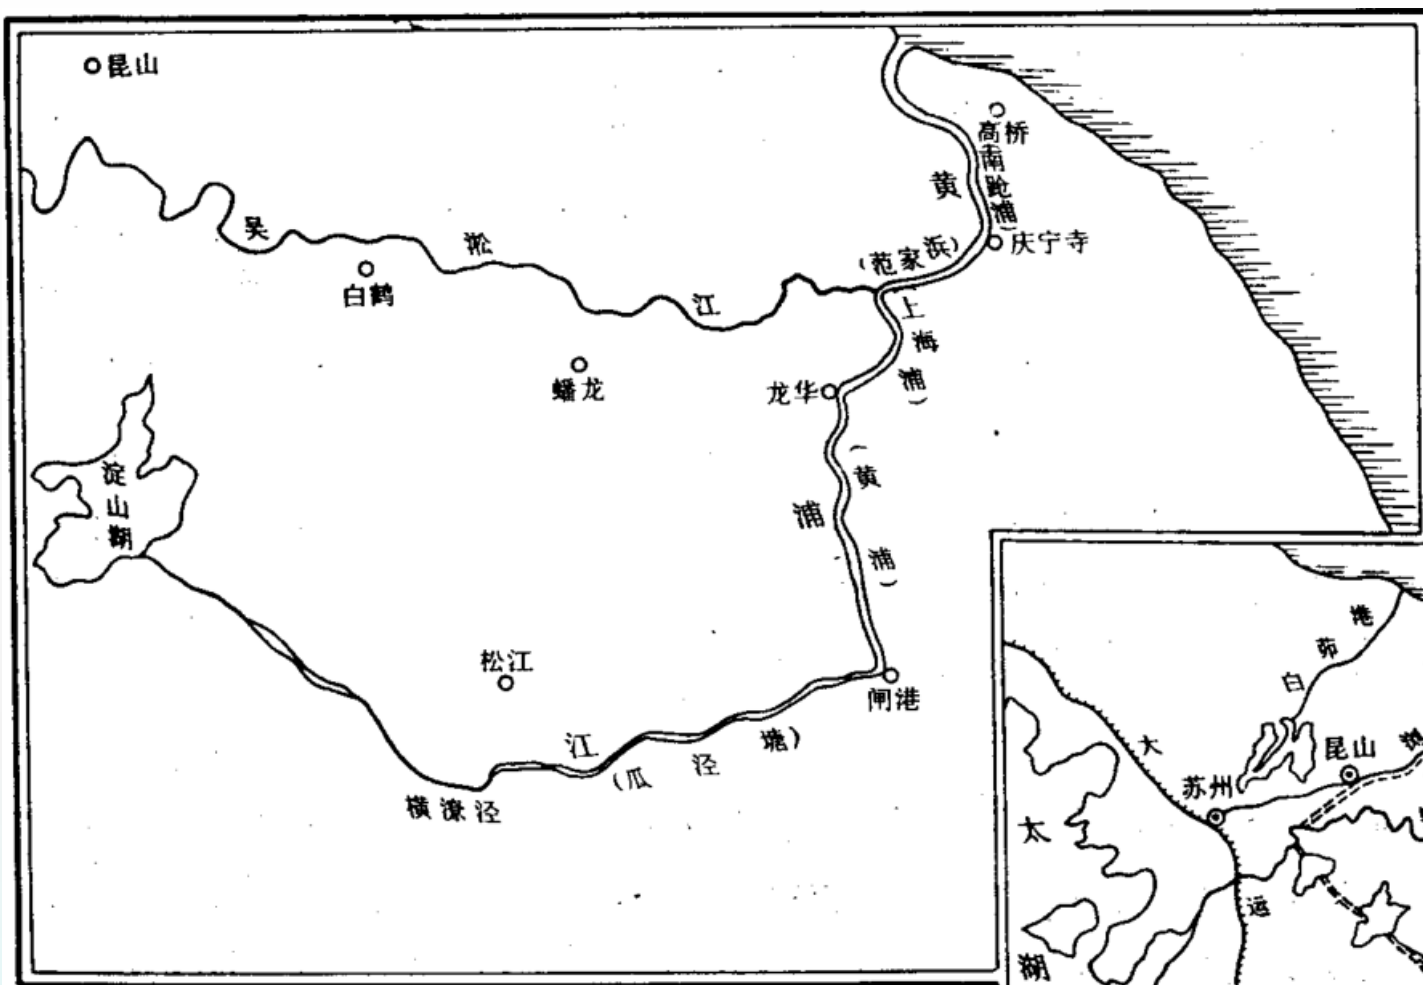 昆山
高桥
(南跄浦)
黄
吴
淞
江
(范家浜)
庆宁寺
白鹤
上海浦)
蟠龙
龙华
淀山湖
(黄浦)
浦
松江
闸港
江
(瓜泾塘)
横潦泾
白茆港
大
运
昆山
苏州
太
湖